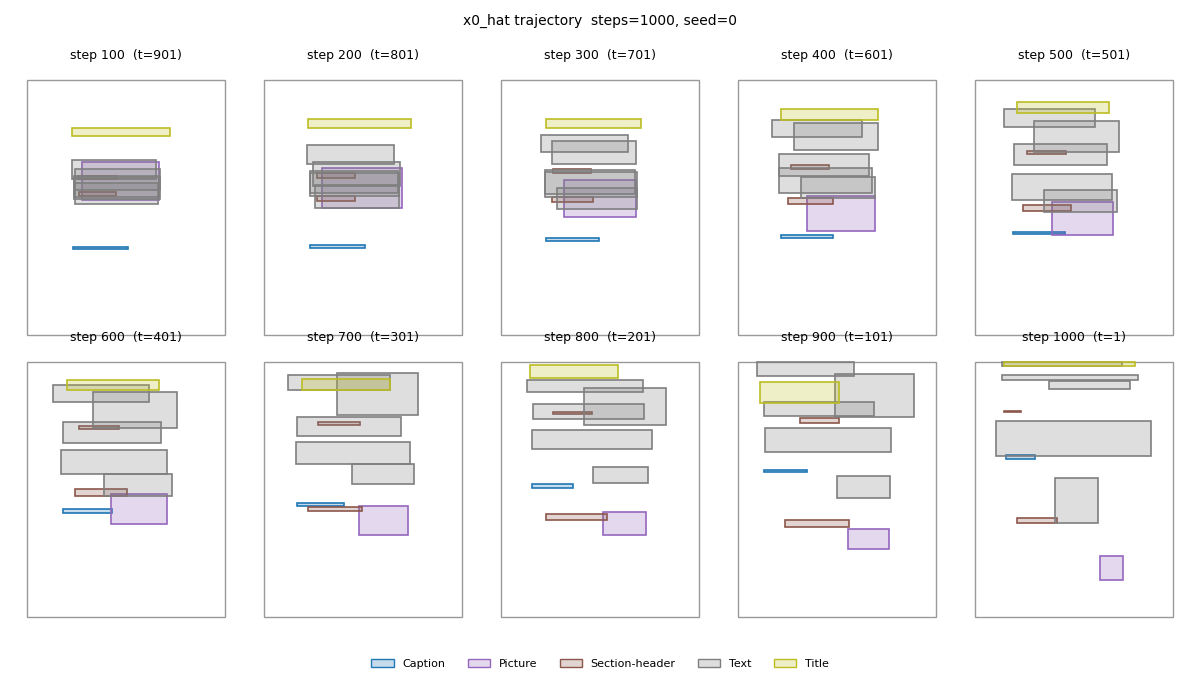 x0_hat trajectory  steps=1000, seed=0
step 100  (t=901)
step 200  (t=801)
step 300  (t=701)
step 400  (t=601)
step 500  (t=501)
step 600  (t=401)
step 700  (t=301)
step 800  (t=201)
step 900  (t=101)
step 1000  (t=1)
Caption
Picture
Section-header
Text
Title